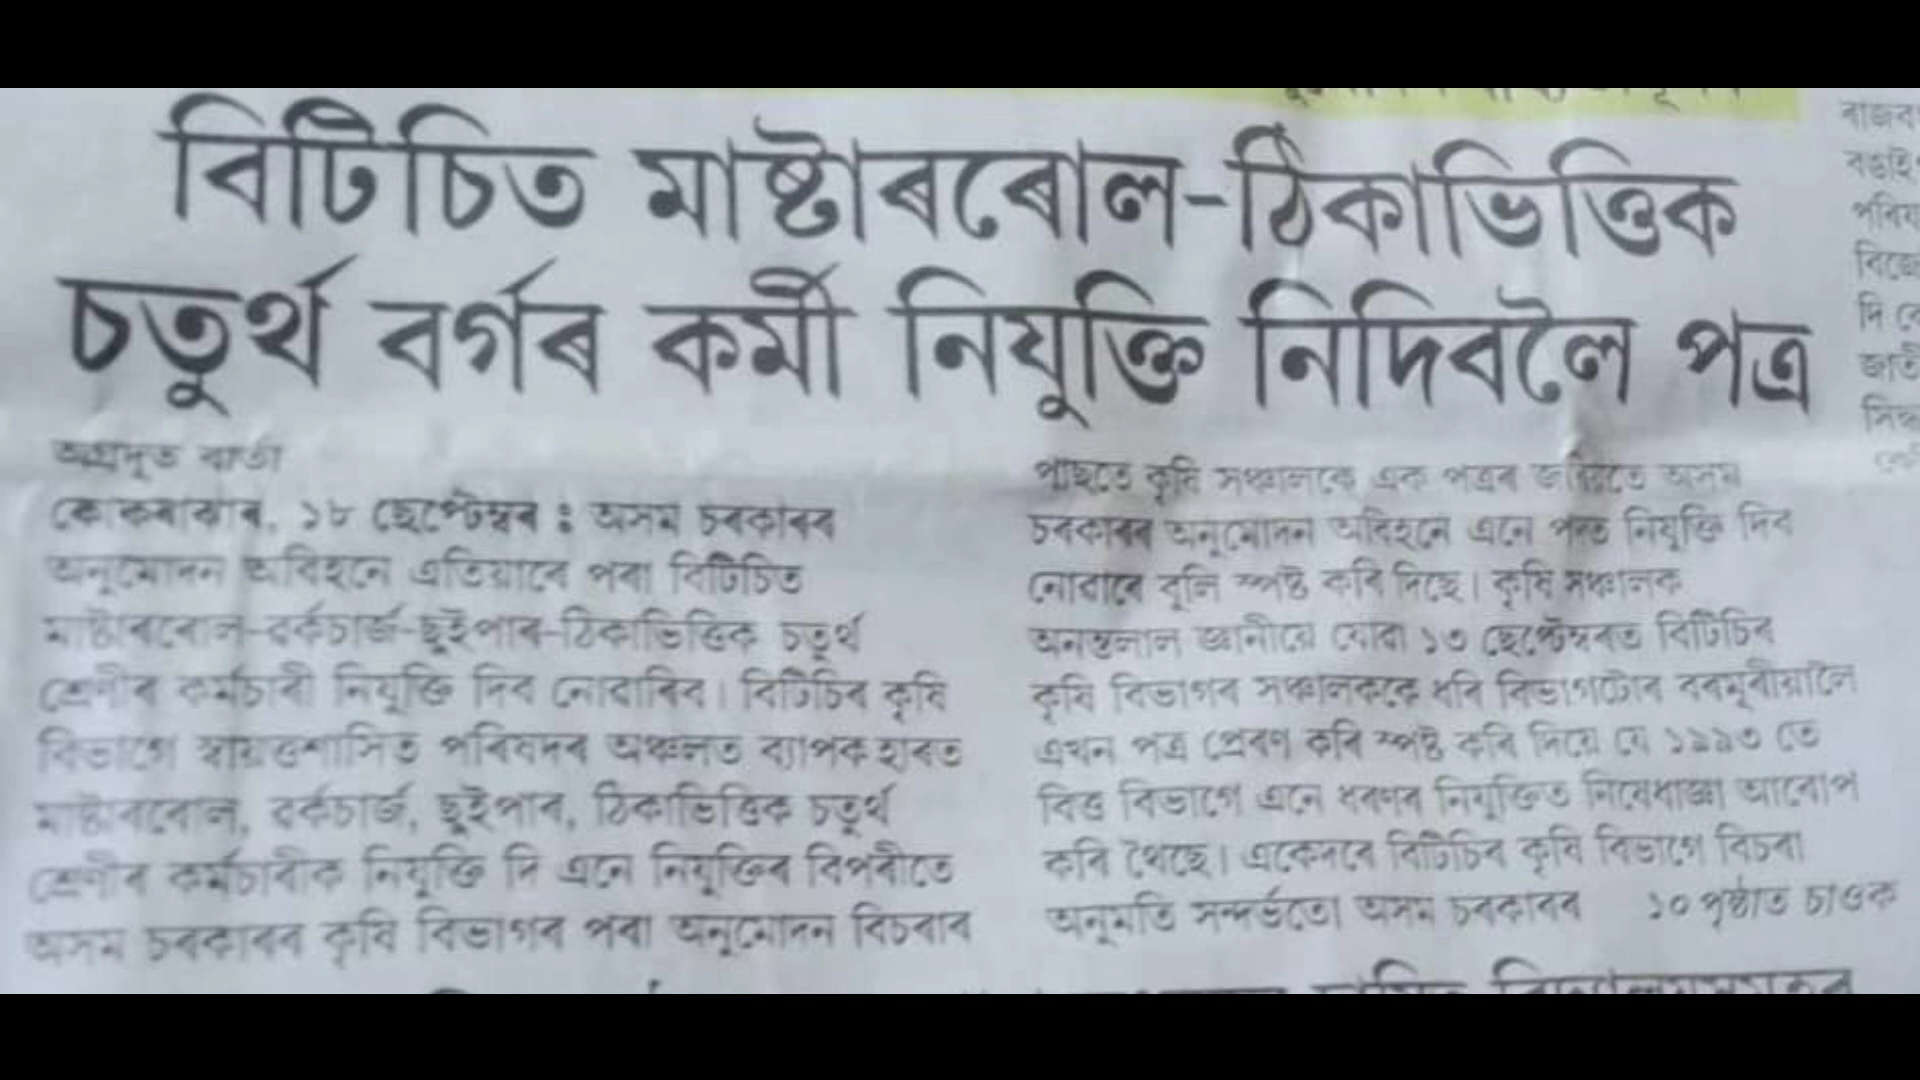 বিটিচিত মাষ্টাৰৰোল-ঠিকাভিত্তিক
চতুৰ্থ বৰ্গৰ কৰ্মী নিযুক্তি নিদিবলৈ পত্ৰ
অগ্ৰদূত বাৰ্তা
কোকৰাঝাৰ, ১৮ ছেপ্টেম্বৰ : অসম চৰকাৰৰ
অনুমোদন অবিহনে এতিয়াৰে পৰা বিটিচিত
মাষ্টাৰৰোল-ৱৰ্কচাৰ্জ-ছুইপাৰ-ঠিকাভিত্তিক চতুৰ্থ
শ্ৰেণীৰ কৰ্মচাৰী নিযুক্তি দিব নোৱাৰিব। বিটিচিৰ কৃষি
বিভাগে স্বায়ত্তশাসিত পৰিষদৰ অঞ্চলত ব্যাপক হাৰত
মাষ্টাৰৰোল, ৱৰ্কচাৰ্জ, ছুইপাৰ, ঠিকাভিত্তিক চতুৰ্থ
শ্ৰেণীৰ কৰ্মচাৰীক নিযুক্তি দি এনে নিযুক্তিৰ বিপৰীতে
অসম চৰকাৰৰ কৃষি বিভাগৰ পৰা অনুমোদন বিচৰাৰ
পাছতে কৃষি সঞ্চালকে এক পত্ৰৰ জৰিয়তে অসম
চৰকাৰৰ অনুমোদন অবিহনে এনে পদত নিযুক্তি দিব
নোৱাৰে বুলি স্পষ্ট কৰি দিছে। কৃষি সঞ্চালক
অনন্তলাল জ্ঞানীয়ে যোৱা ১৩ ছেপ্টেম্বৰত বিটিচিৰ
কৃষি বিভাগৰ সঞ্চালককে ধৰি বিভাগটোৰ বৰমূৰীয়ালৈ
এখন পত্ৰ প্ৰেৰণ কৰি স্পষ্ট কৰি দিয়ে যে ১৯৯৩ তে
বিত্ত বিভাগে এনে ধৰণৰ নিযুক্তিত নিষেধাজ্ঞা আৰোপ
কৰি থৈছে। একেদৰে বিটিচিৰ কৃষি বিভাগে বিচৰা
অনুমতি সন্দৰ্ভতো অসম চৰকাৰৰ ১০ পৃষ্ঠাত চাওক